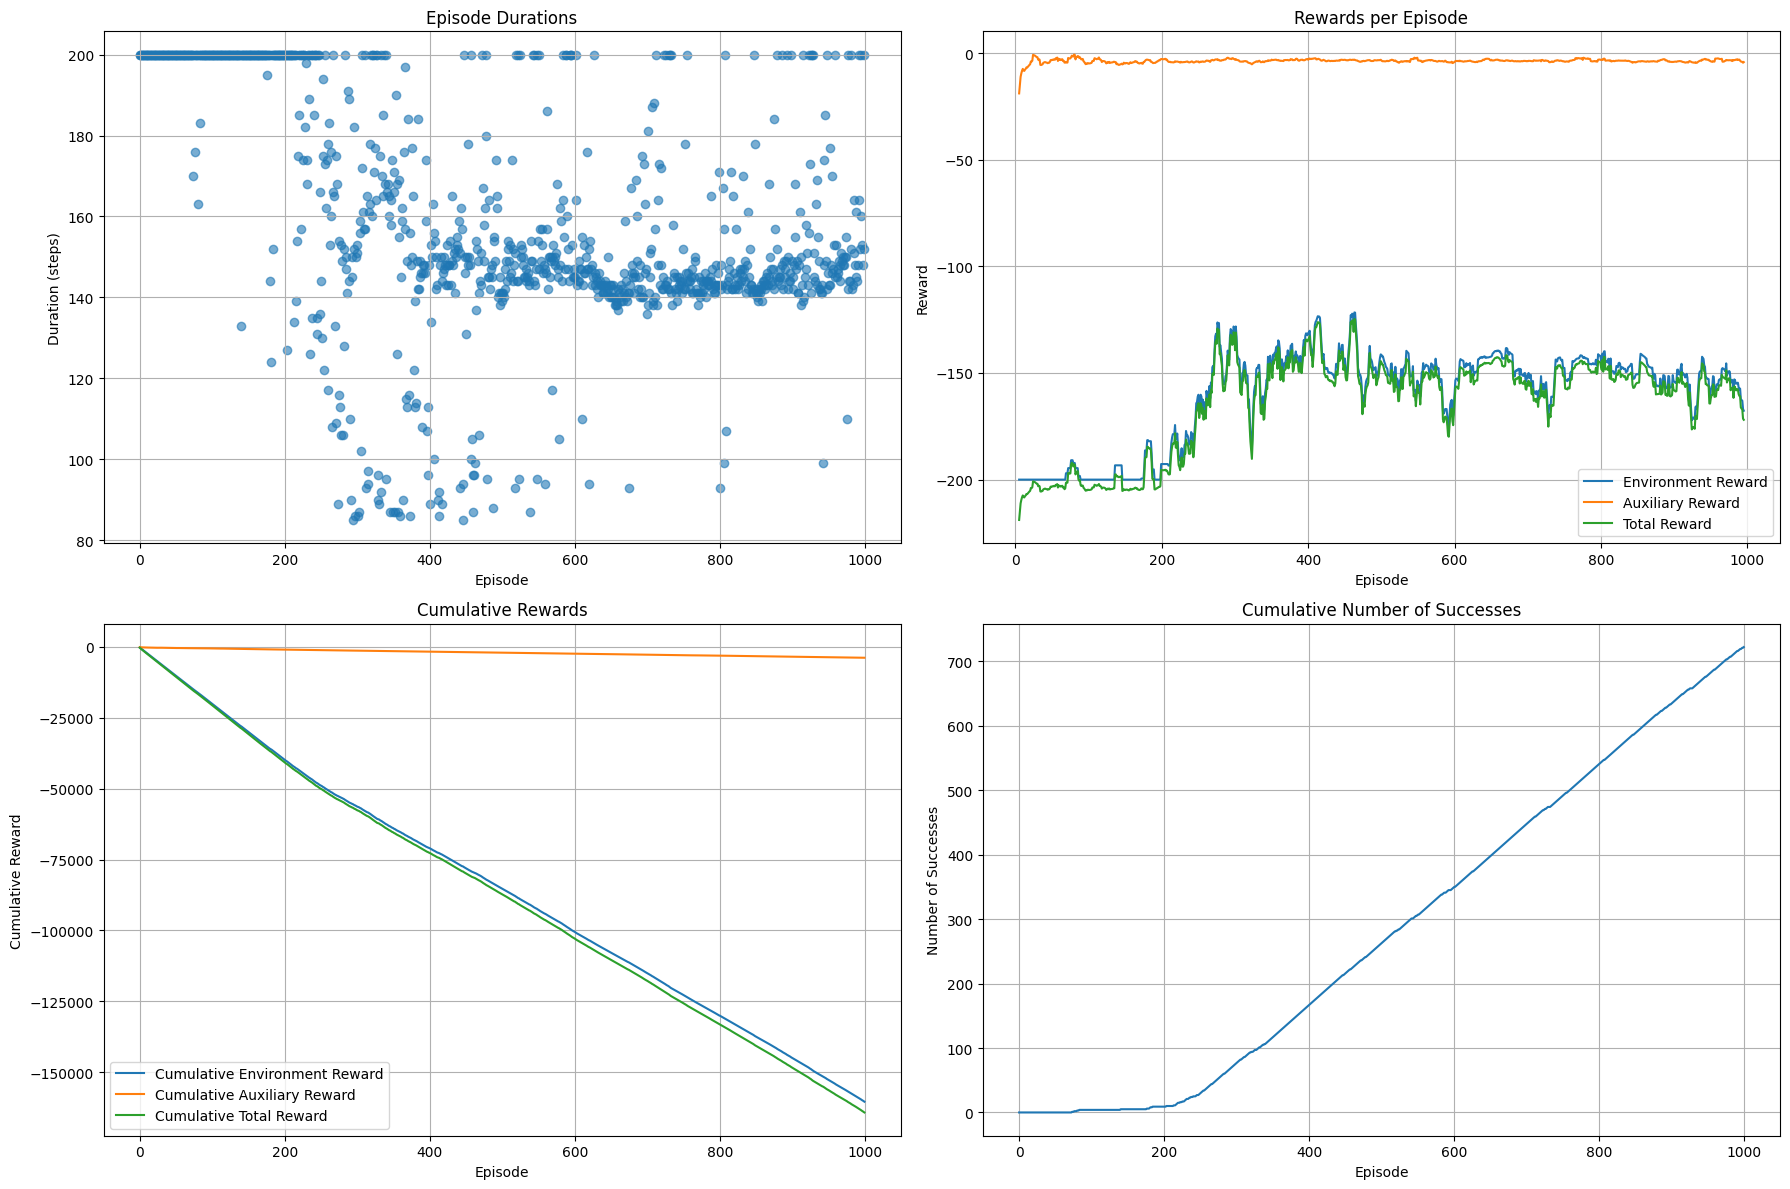 Episode Durations
200
180
160
140
120
100
80
Duration (steps)
0
200
400
600
800
1000
Episode
Rewards per Episode
0
−50
−100
−150
−200
Reward
Environment Reward
Auxiliary Reward
Total Reward
0
200
400
600
800
1000
Episode
Cumulative Rewards
0
−25000
−50000
−75000
−100000
−125000
−150000
Cumulative Reward
Cumulative Environment Reward
Cumulative Auxiliary Reward
Cumulative Total Reward
0
200
400
600
800
1000
Episode
Cumulative Number of Successes
700
600
500
400
300
200
100
0
Number of Successes
0
200
400
600
800
1000
Episode